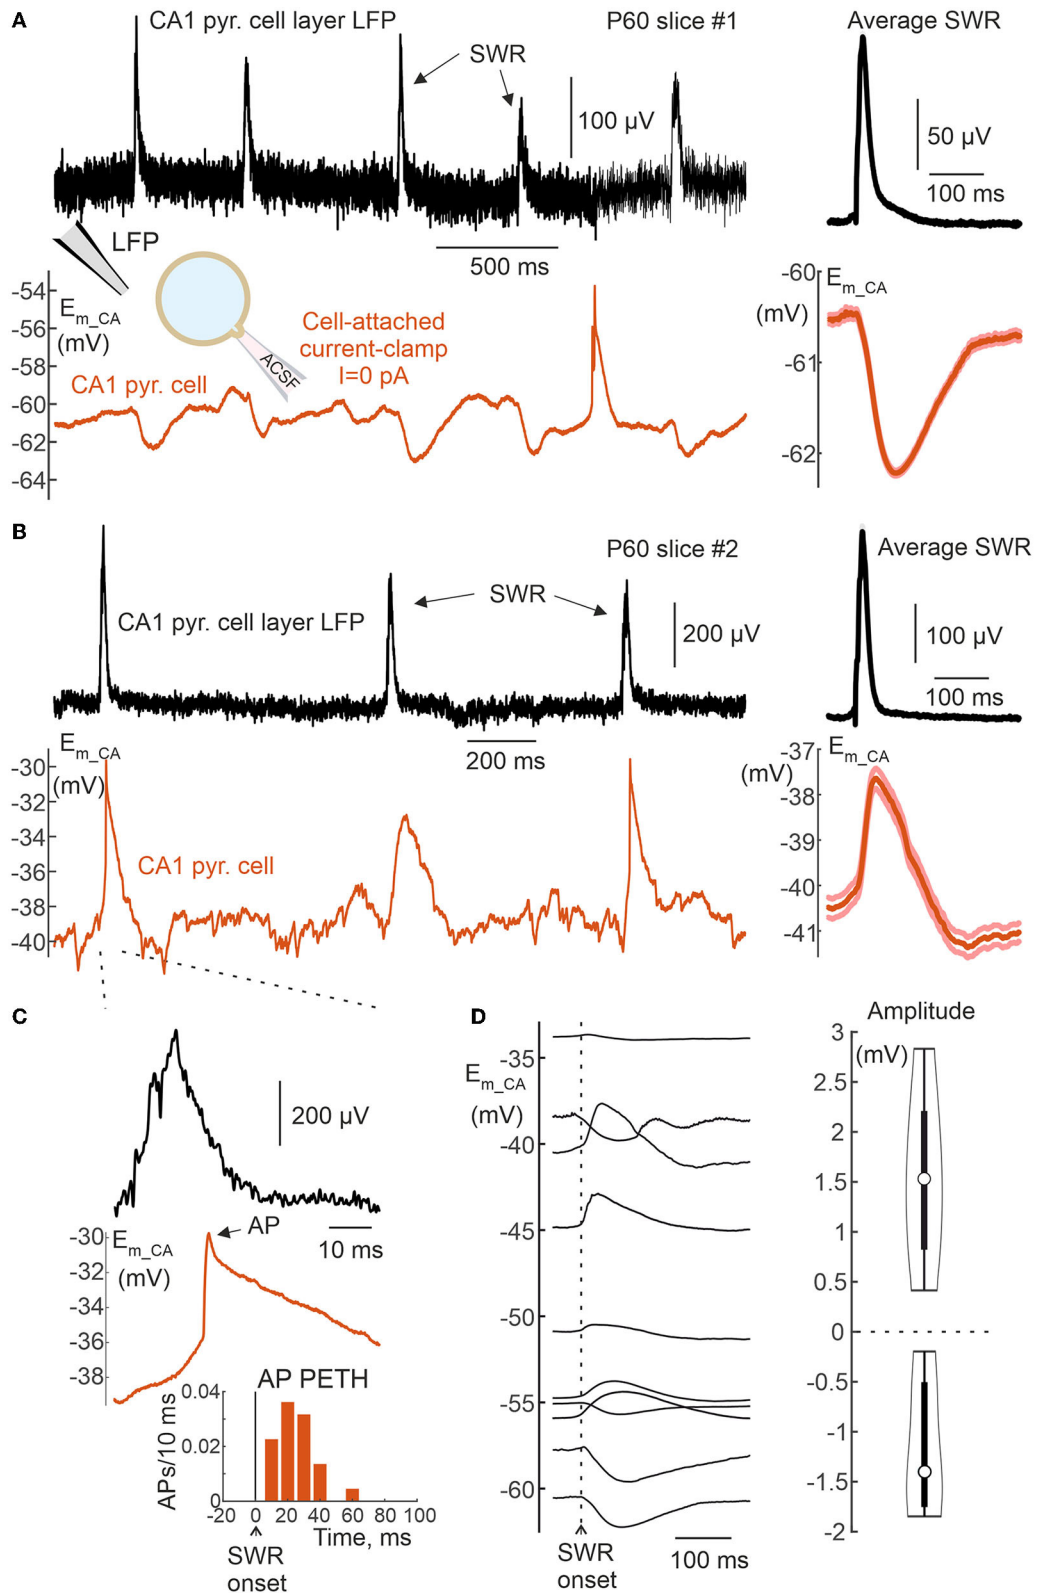 A
CA1 pyr. cell layer LFP
P60 slice #1
Average SWR
SWR
100 µV
50 µV
100 ms
LFP
500 ms
-54
-56
-58
-60
-62
-64
Em_CA
(mV)
Cell-attached
current-clamp
I=0 pA
ACSF
CA1 pyr. cell
-60
-61
-62
Em_CA
(mV)
B
P60 slice #2
Average SWR
SWR
CA1 pyr. cell layer LFP
200 µV
100 µV
100 ms
200 ms
Em_CA
(mV)
-30
-32
-34
-36
-38
-40
CA1 pyr. cell
-37
-38
-39
-40
-41
Em_CA
(mV)
C
200 µV
AP
10 ms
-30
-32
-34
-36
-38
Em_CA
(mV)
AP PETH
0.04
0.02
0
APs/10 ms
-20 0 20 40 60 80 100
Time, ms
SWR
onset
D
Em_CA
(mV)
-35
-40
-45
-50
-55
-60
SWR
onset
100 ms
Amplitude
(mV)
3
2.5
2
1.5
1
0.5
0
-0.5
-1
-1.5
-2